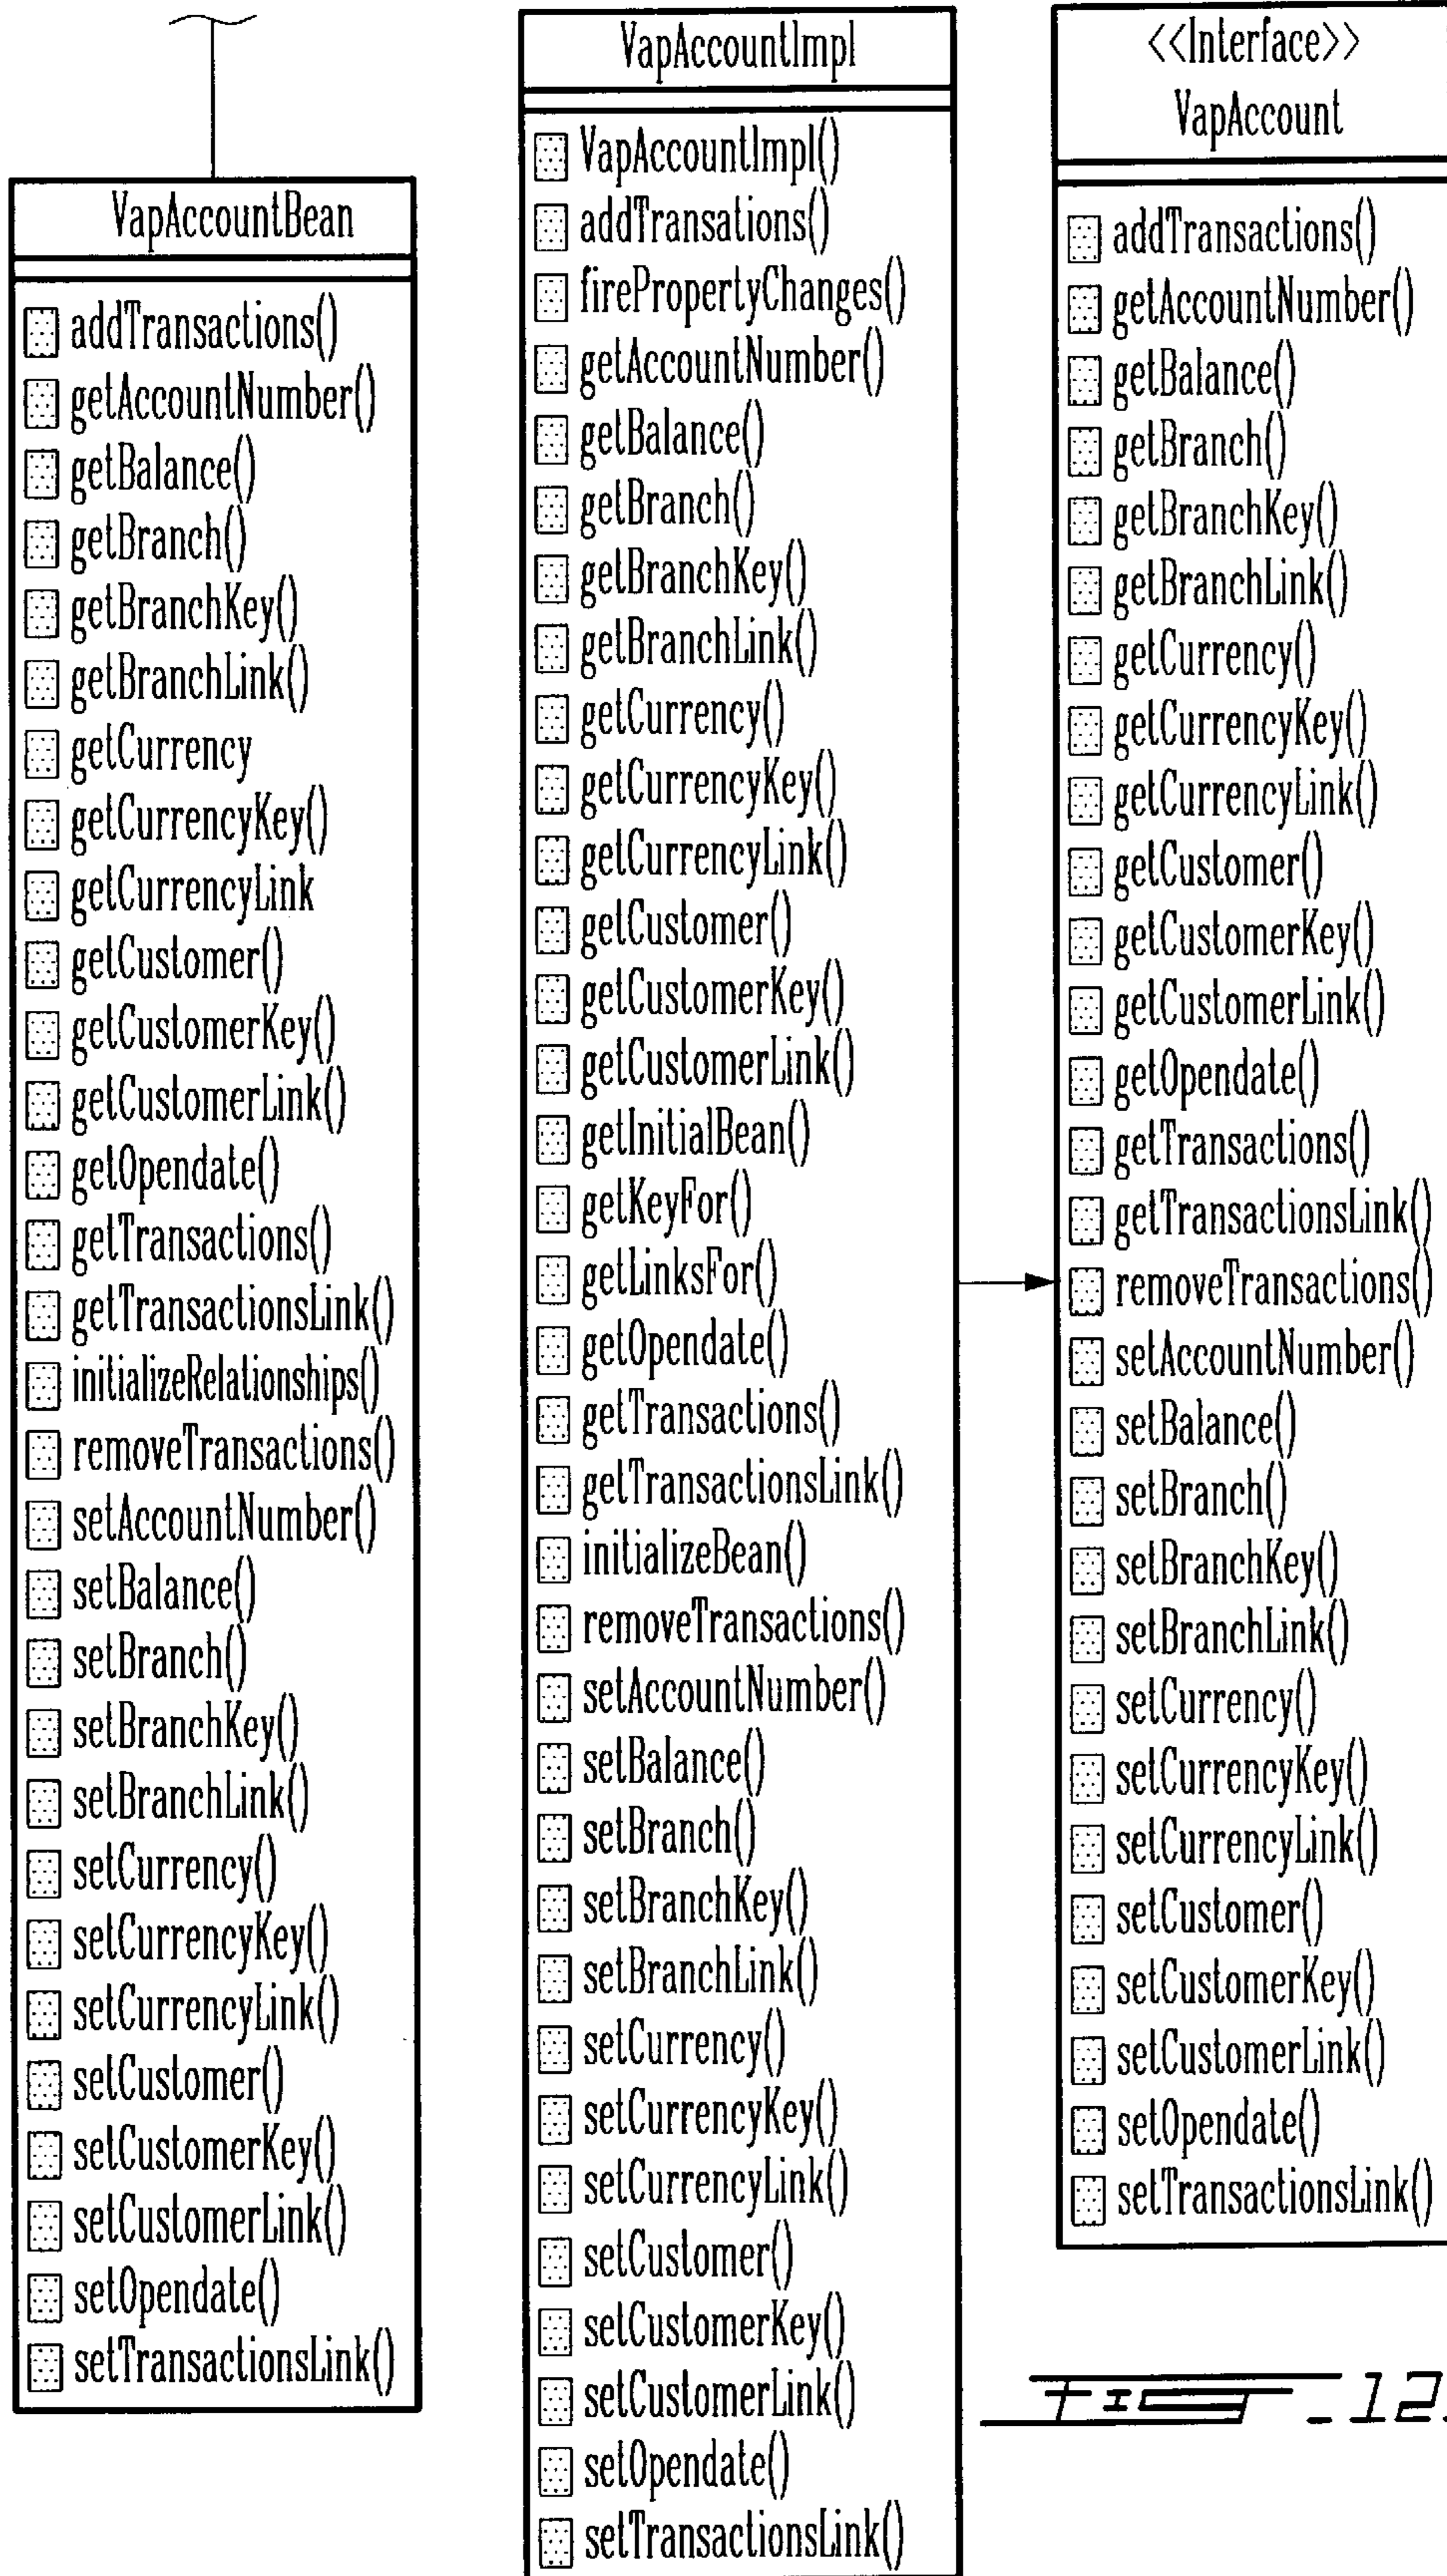 VapAccountBean
addTransactions()
getAccountNumber()
getBalance()
getBranch()
getBranchKey()
getBranchLink()
getCurrency
getCurrencyKey()
getCurrencyLink
getCustomer()
getCustomerKey()
getCustomerLink()
getOpendate()
getTransactions()
getTransactionsLink()
initializeRelationships()
removeTransactions()
setAccountNumber()
setBalance()
setBranch()
setBranchKey()
setBranchLink()
setCurrency()
setCurrencyKey()
setCurrencyLink()
setCustomer()
setCustomerKey()
setCustomerLink()
setOpendate()
setTransactionsLink()
VapAccountImpl
VapAccountImpl()
addTransations()
firePropertyChanges()
getAccountNumber()
getBalance()
getBranch()
getBranchKey()
getBranchLink()
getCurrency()
getCurrencyKey()
getCurrencyLink()
getCustomer()
getCustomerKey()
getCustomerLink()
getInitialBean()
getKeyFor()
getLinksFor()
getOpendate()
getTransactions()
getTransactionsLink()
initializeBean()
removeTransactions()
setAccountNumber()
setBalance()
setBranch()
setBranchKey()
setBranchLink()
setCurrency()
setCurrencyKey()
setCurrencyLink()
setCustomer()
setCustomerKey()
setCustomerLink()
setOpendate()
setTransactionsLink()
<<Interface>>
VapAccount
addTransactions()
getAccountNumber()
getBalance()
getBranch()
getBranchKey()
getBranchLink()
getCurrency()
getCurrencyKey()
getCurrencyLink()
getCustomer()
getCustomerKey()
getCustomerLink()
getOpendate()
getTransactions()
getTransactionsLink()
removeTransactions()
setAccountNumber()
setBalance()
setBranch()
setBranchKey()
setBranchLink()
setCurrency()
setCurrencyKey()
setCurrencyLink()
setCustomer()
setCustomerKey()
setCustomerLink()
setOpendate()
setTransactionsLink()
FIG-12.